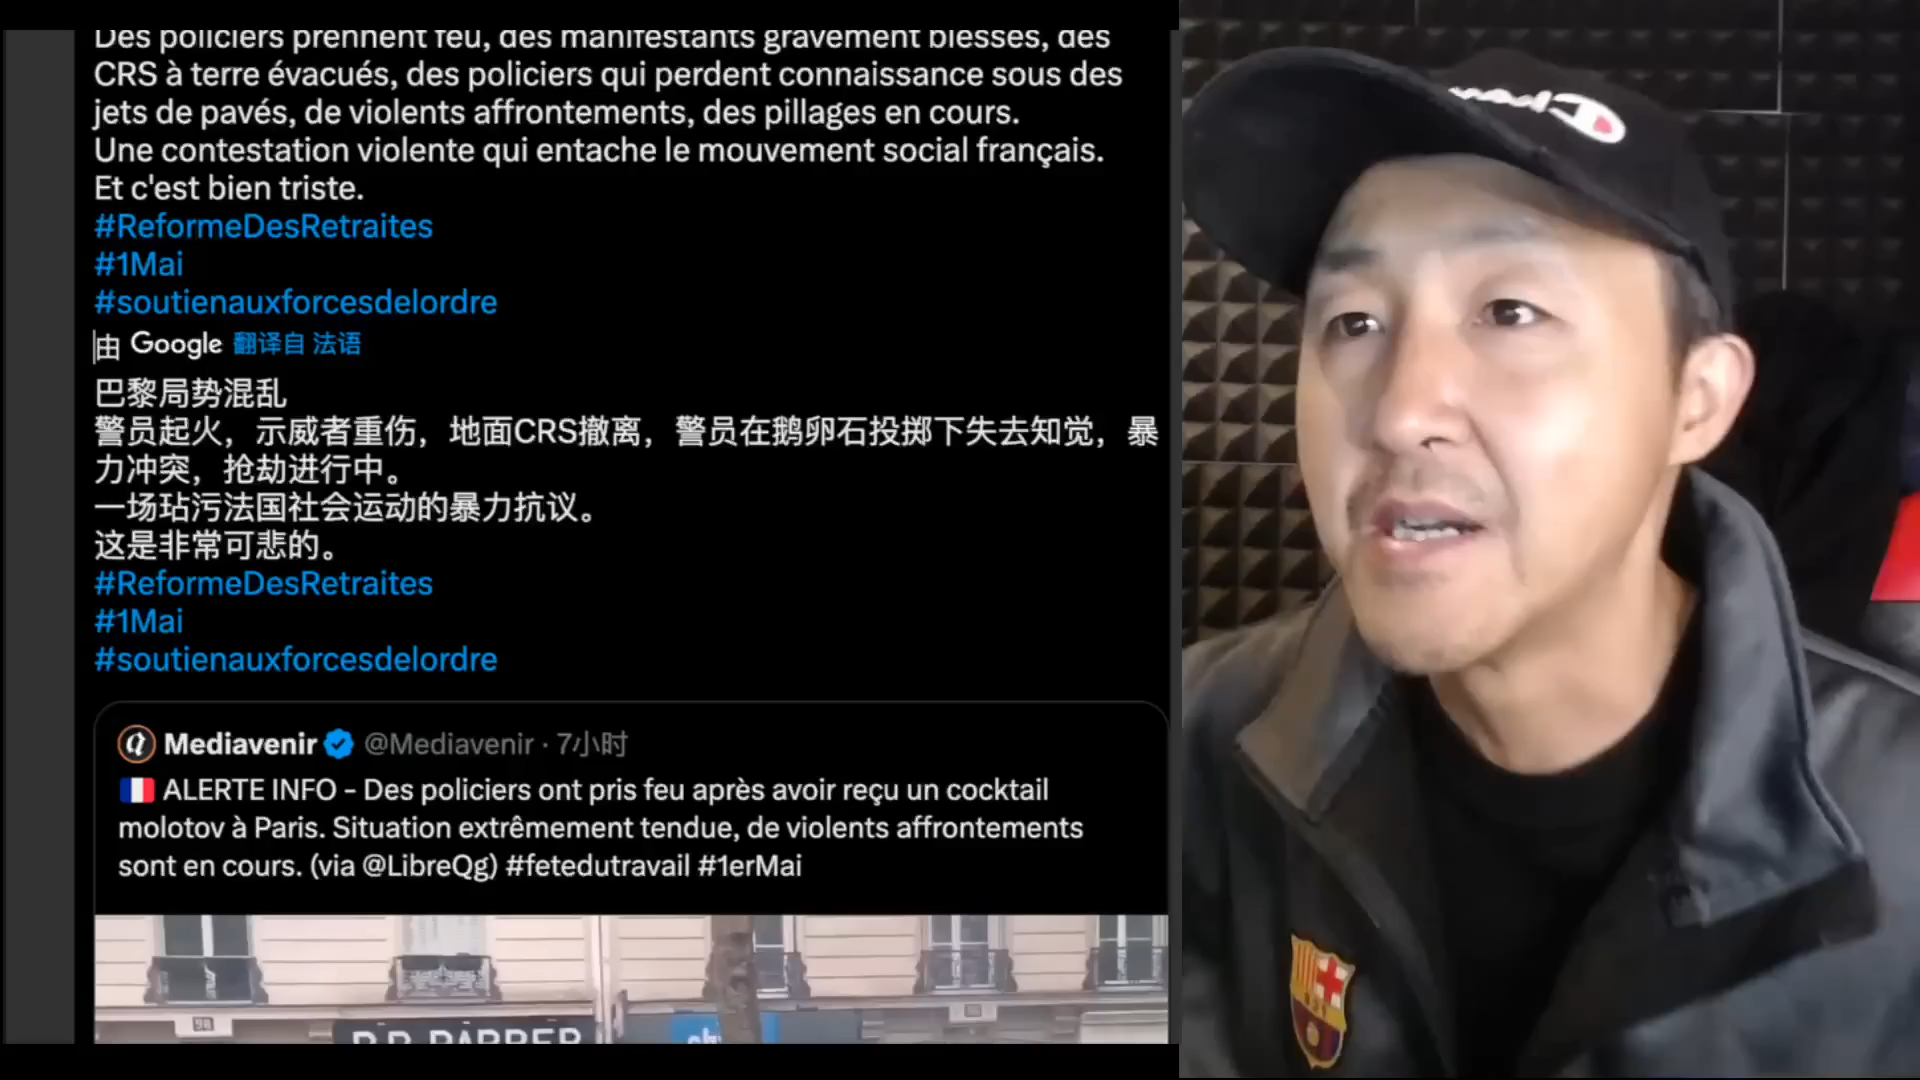 Des policiers prennent feu, des manifestants gravement blessés, des
CRS à terre évacués, des policiers qui perdent connaissance sous des
jets de pavés, de violents affrontements, des pillages en cours.
Une contestation violente qui entache le mouvement social français.
Et c'est bien triste.
#ReformeDesRetraites
#1Mai
#soutienauxforcesdelordre
由 Google 翻译自 法语
巴黎局势混乱
警员起火，示威者重伤，地面CRS撤离，警员在鹅卵石投掷下失去知觉，暴
力冲突，抢劫进行中。
一场玷污法国社会运动的暴力抗议。
这是非常可悲的。
#ReformeDesRetraites
#1Mai
#soutienauxforcesdelordre
Mediavenir @Mediavenir · 7小时
ALERTE INFO - Des policiers ont pris feu après avoir reçu un cocktail
molotov à Paris. Situation extrêmement tendue, de violents affrontements
sont en cours. (via @LibreQg) #fetedutravail #1erMai
98